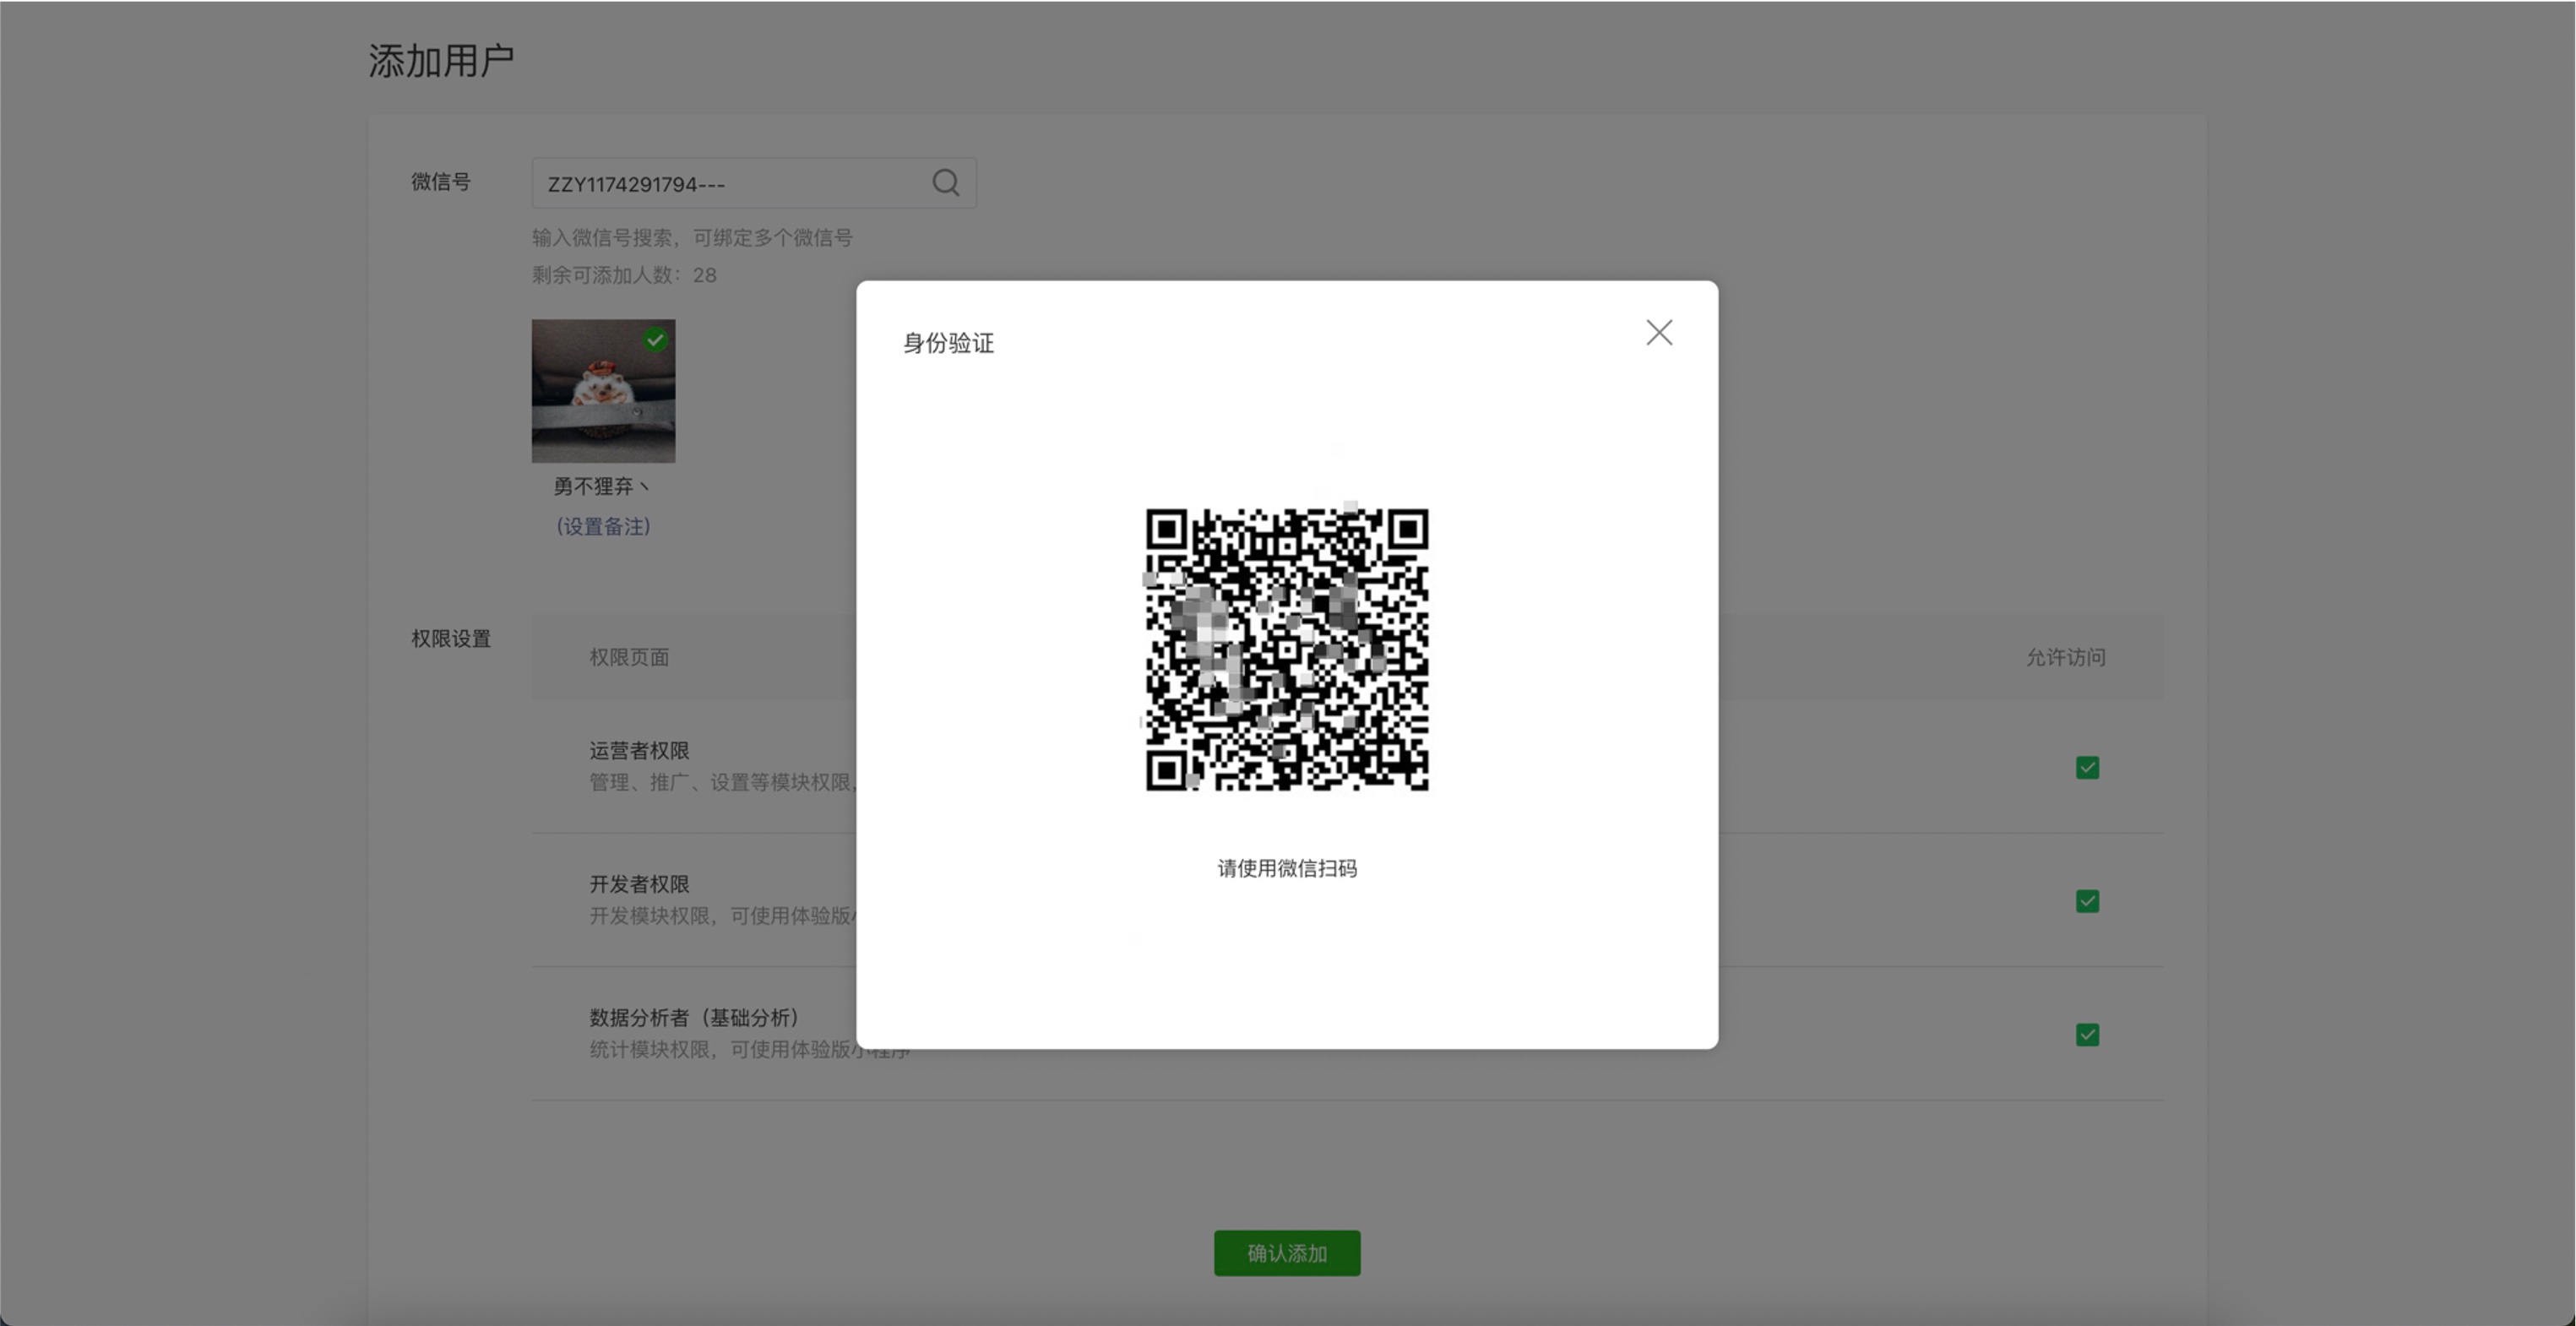 添加用户
微信号
ZZY1174291794---
输入微信号搜索，可绑定多个微信号
剩余可添加人数：28
勇不狸弃丶
(设置备注)
身份验证
请使用微信扫码
权限设置
权限页面
允许访问
运营者权限
管理、推广、设置等模块权限，
开发者权限
开发模块权限，可使用体验版
数据分析者（基础分析）
统计模块权限，可使用体验版小程序
确认添加